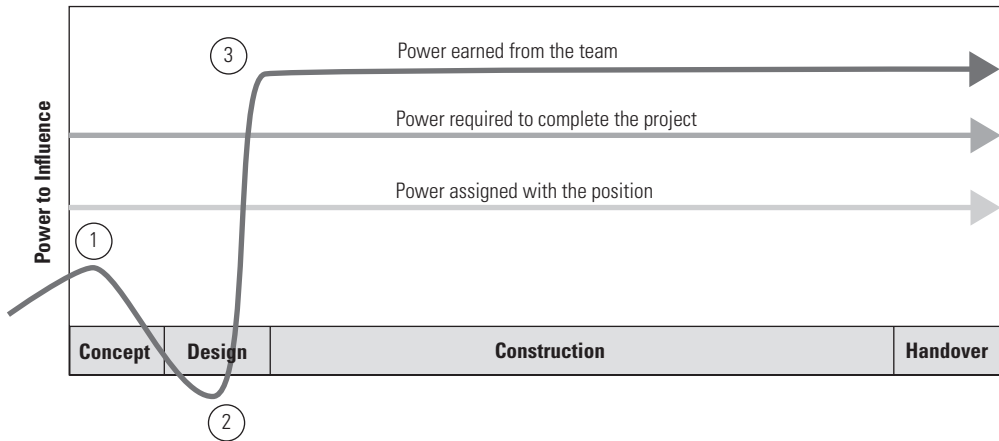 Power to Influence
3
Power earned from the team
Power required to complete the project
Power assigned with the position
1
Concept
Design
Construction
Handover
2